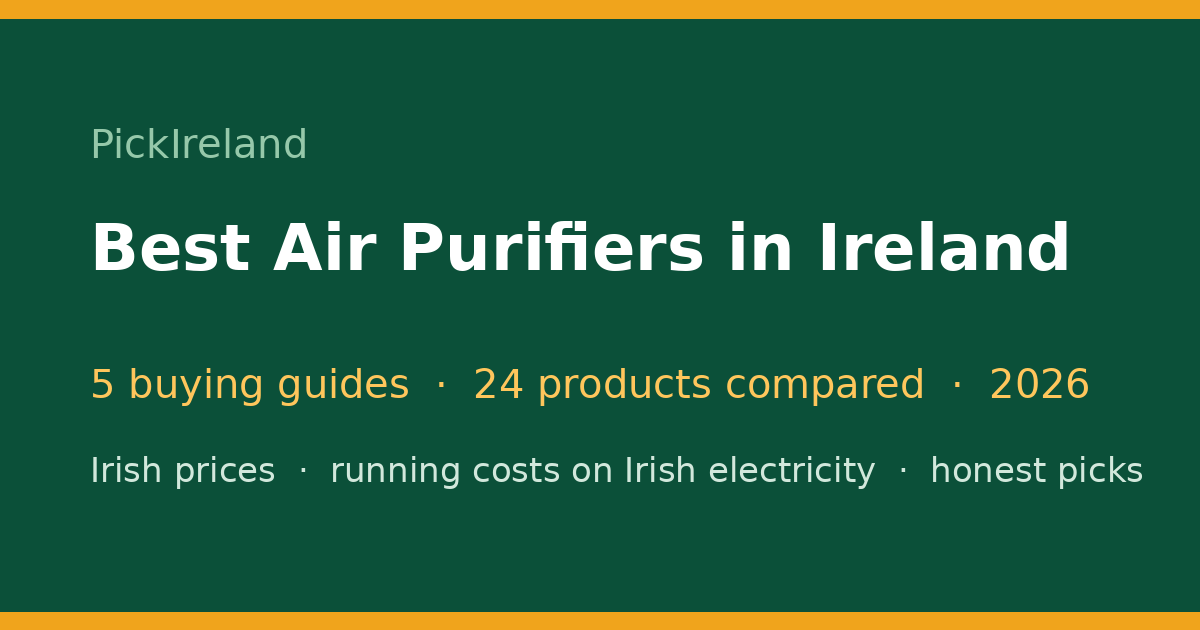 PickIreland
Best Air Purifiers in Ireland
5 buying guides · 24 products compared · 2026
Irish prices · running costs on Irish electricity · honest picks